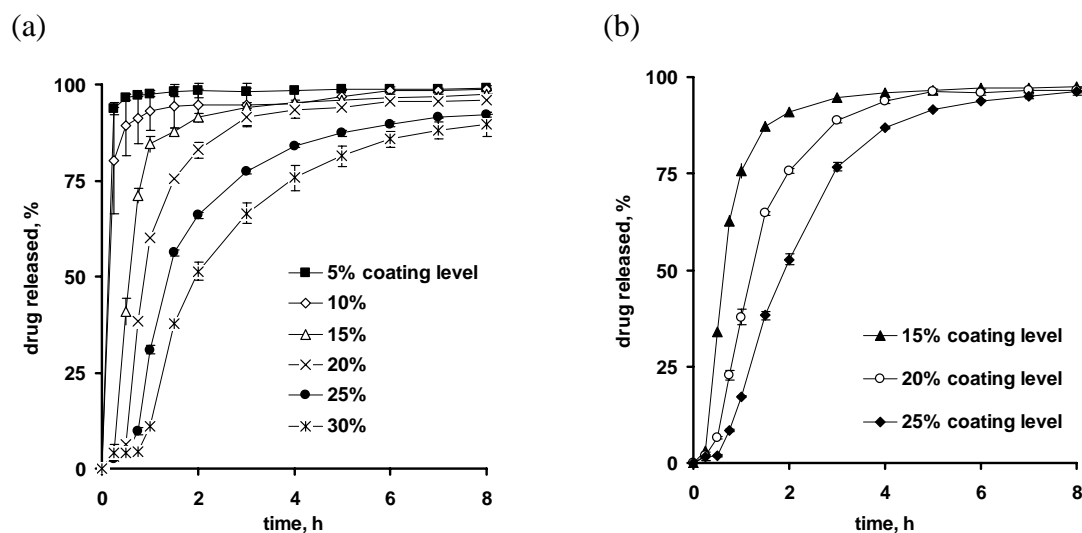 (a)
100
75
50
25
0
drug released, %
0 2 4 6 8
time, h
5% coating level
10%
15%
20%
25%
30%
(b)
100
75
50
25
0
drug released, %
0 2 4 6 8
time, h
15% coating level
20% coating level
25% coating level